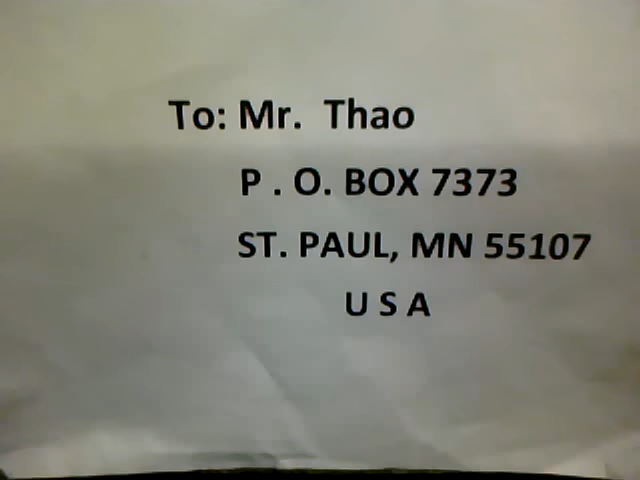 To: Mr. Thao
P . O. BOX 7373
ST. PAUL, MN 55107
U S A